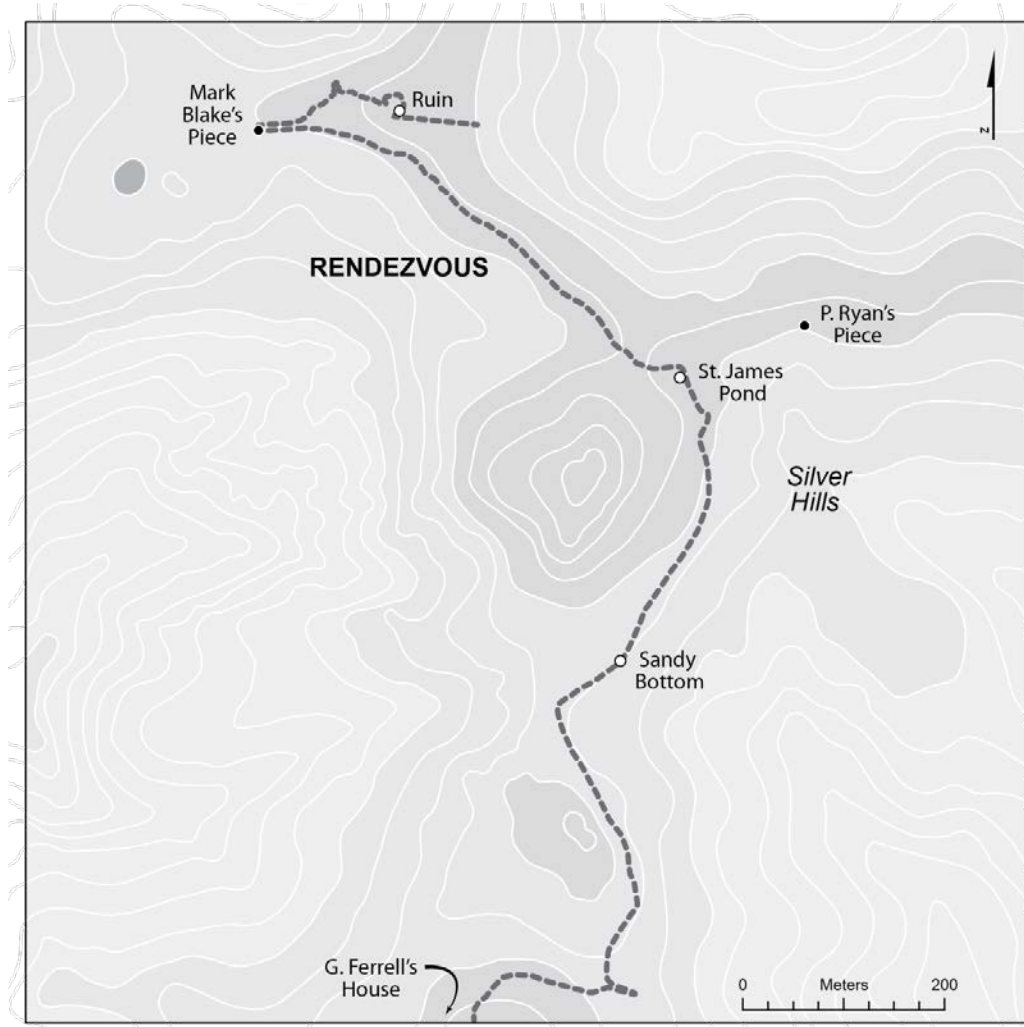 Mark
Blake's
Piece
Ruin
N
RENDEZVOUS
P. Ryan's
Piece
St. James
Pond
Silver
Hills
Sandy
Bottom
G. Ferrell's
House
0 Meters 200